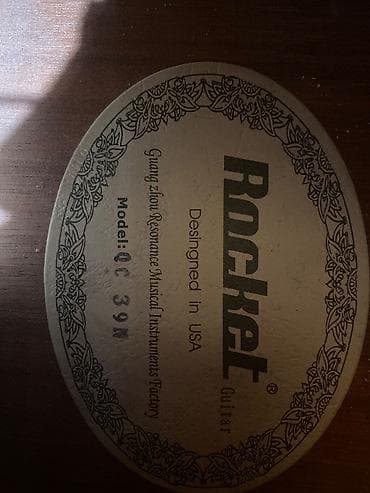 Rocket® Guitar
Desingned in USA
Guang zhou Resonance Musical Instruments Factory
Model:QC 39N